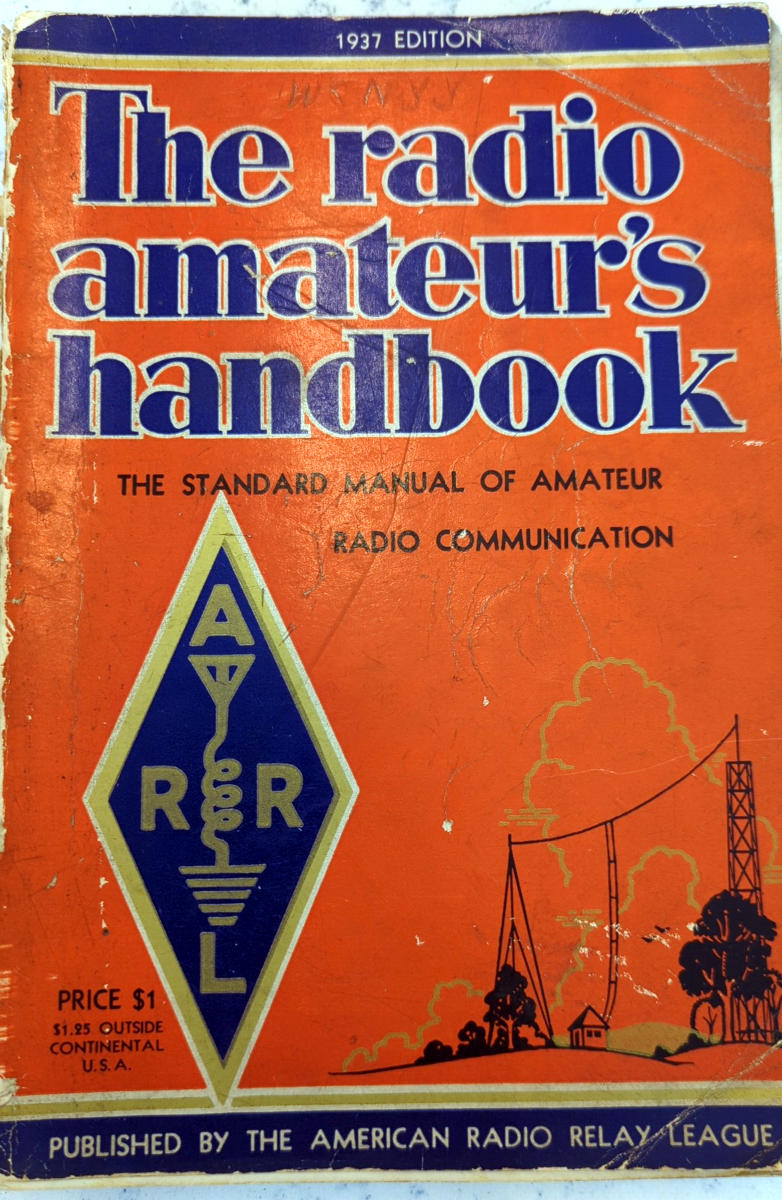 1937 EDITION
The radio
amateur's
handbook
THE STANDARD MANUAL OF AMATEUR
RADIO COMMUNICATION
A
R R
L
PRICE $1
$1.25 OUTSIDE
CONTINENTAL
U.S.A.
PUBLISHED BY THE AMERICAN RADIO RELAY LEAGUE